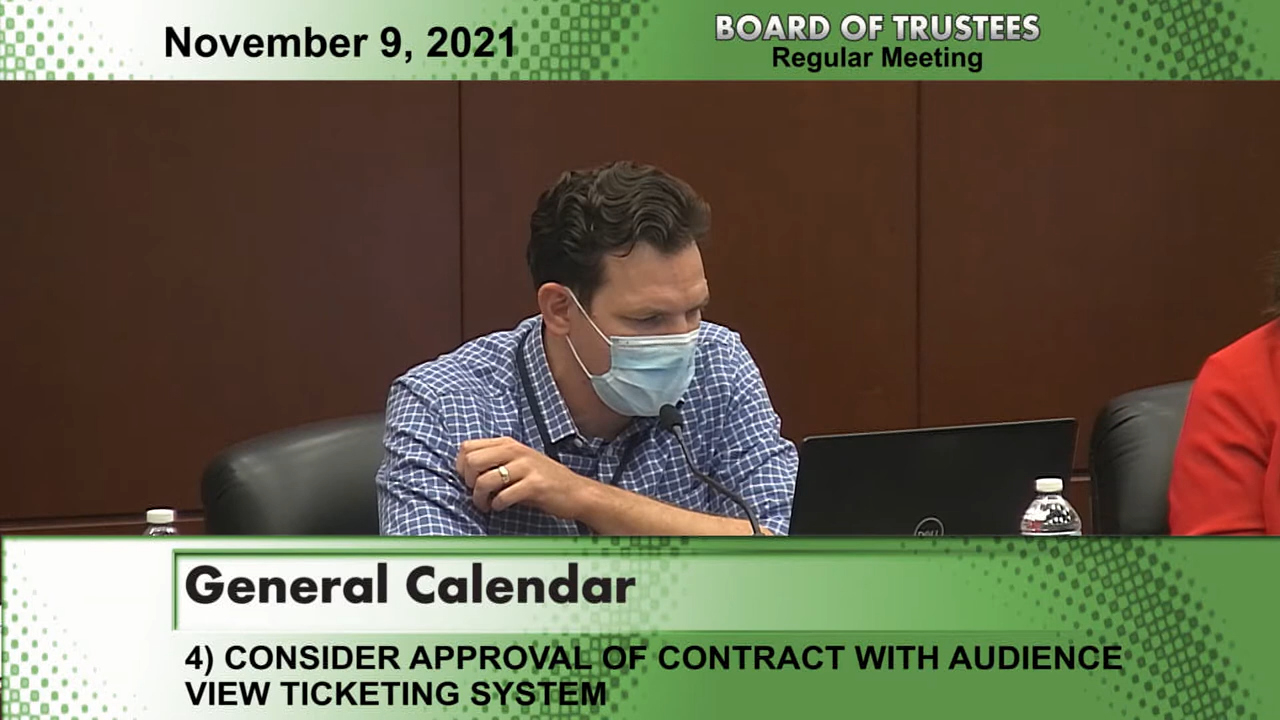 November 9, 2021
BOARD OF TRUSTEES
Regular Meeting
DELL
General Calendar
4) CONSIDER APPROVAL OF CONTRACT WITH AUDIENCE
VIEW TICKETING SYSTEM